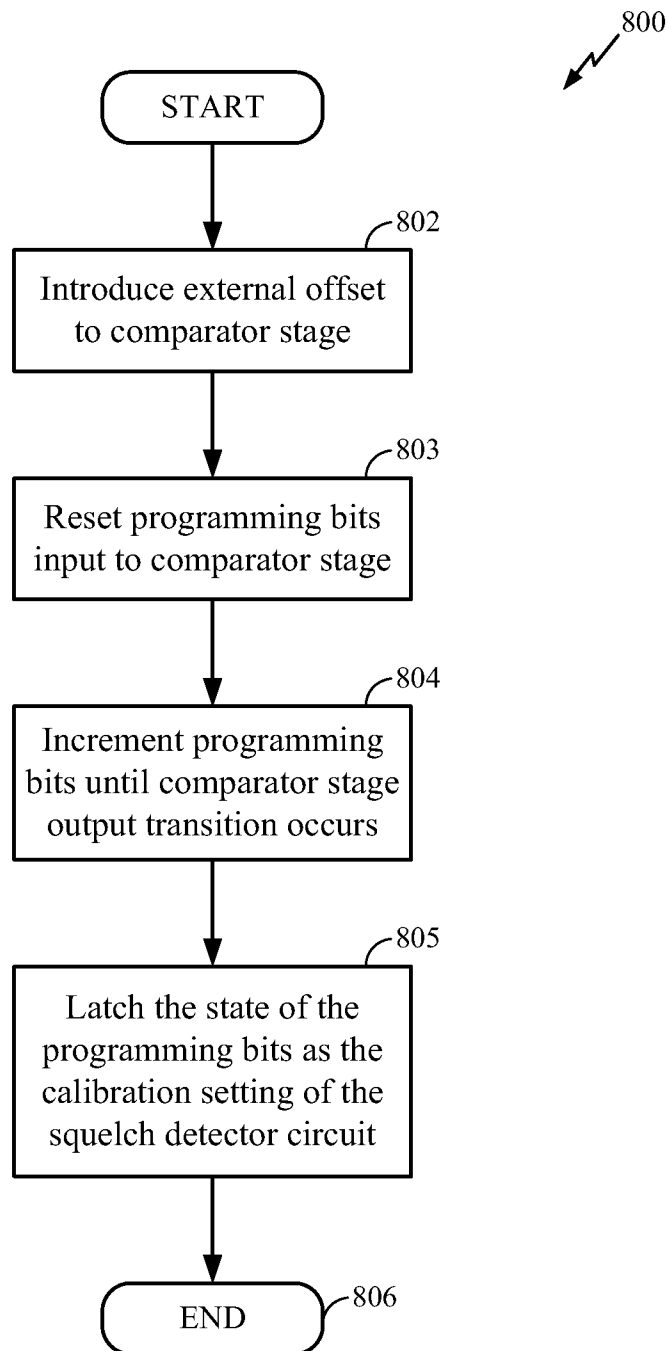 800
START
802
Introduce external offset
to comparator stage
803
Reset programming bits
input to comparator stage
804
Increment programming
bits until comparator stage
output transition occurs
805
Latch the state of the
programming bits as the
calibration setting of the
squelch detector circuit
END
806